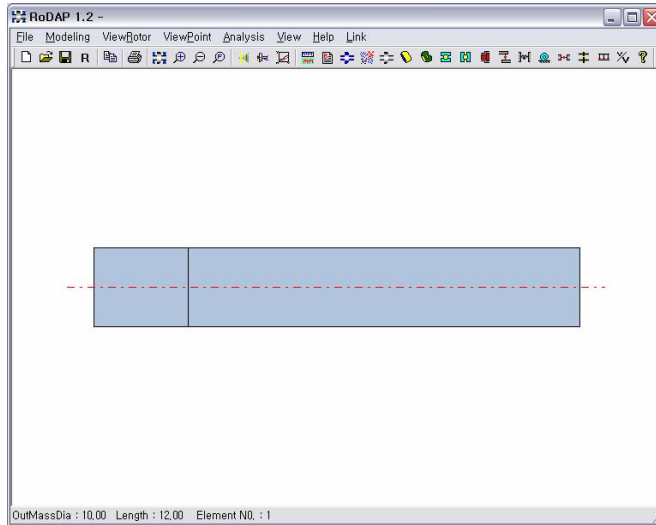 RoDAP 1.2 -
File Modeling ViewRotor ViewPoint Analysis View Help Link
R
OutMassDia : 10,00 Length : 12,00 Element NO, : 1